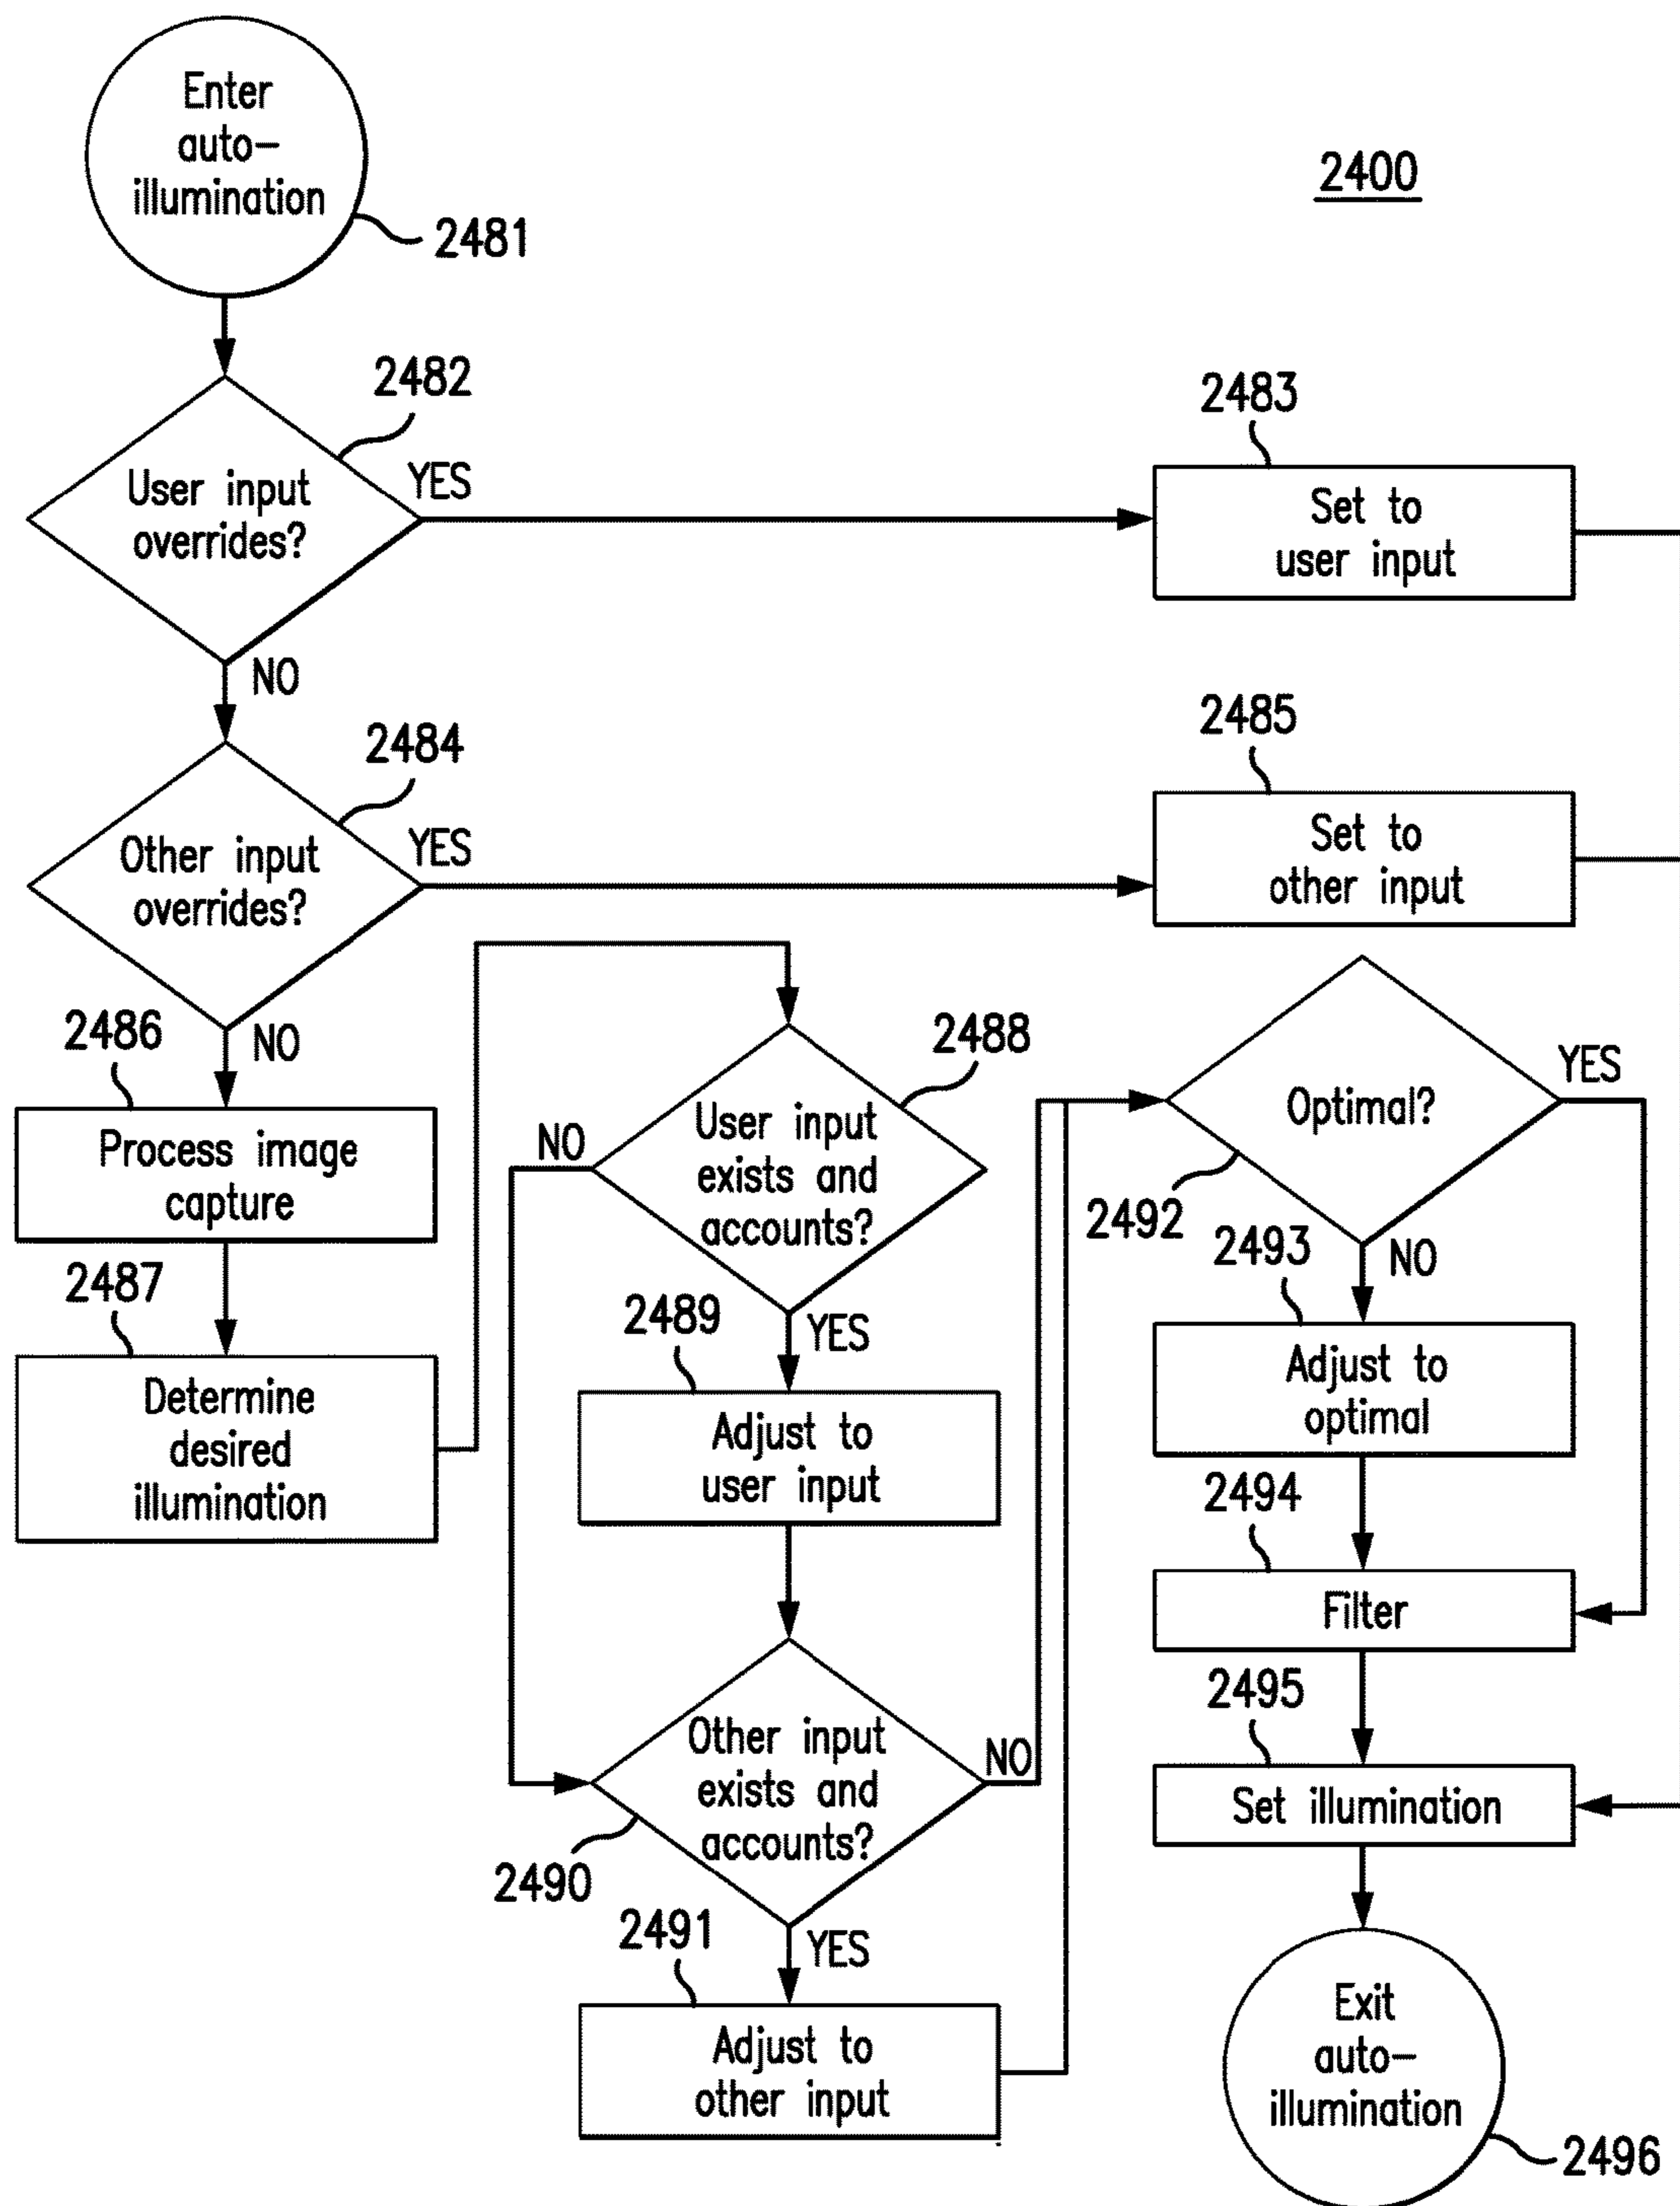 Enter
auto-
illumination
2481
2400
2482
User input
overrides?
YES
NO
2483
Set to
user input
2484
Other input
overrides?
YES
NO
2485
Set to
other input
2486
Process image
capture
2487
Determine
desired
illumination
2488
User input
exists and
accounts?
NO
YES
2489
Adjust to
user input
2490
Other input
exists and
accounts?
NO
YES
2491
Adjust to
other input
2492
Optimal?
YES
NO
2493
Adjust to
optimal
2494
Filter
2495
Set illumination
Exit
auto-
illumination
2496